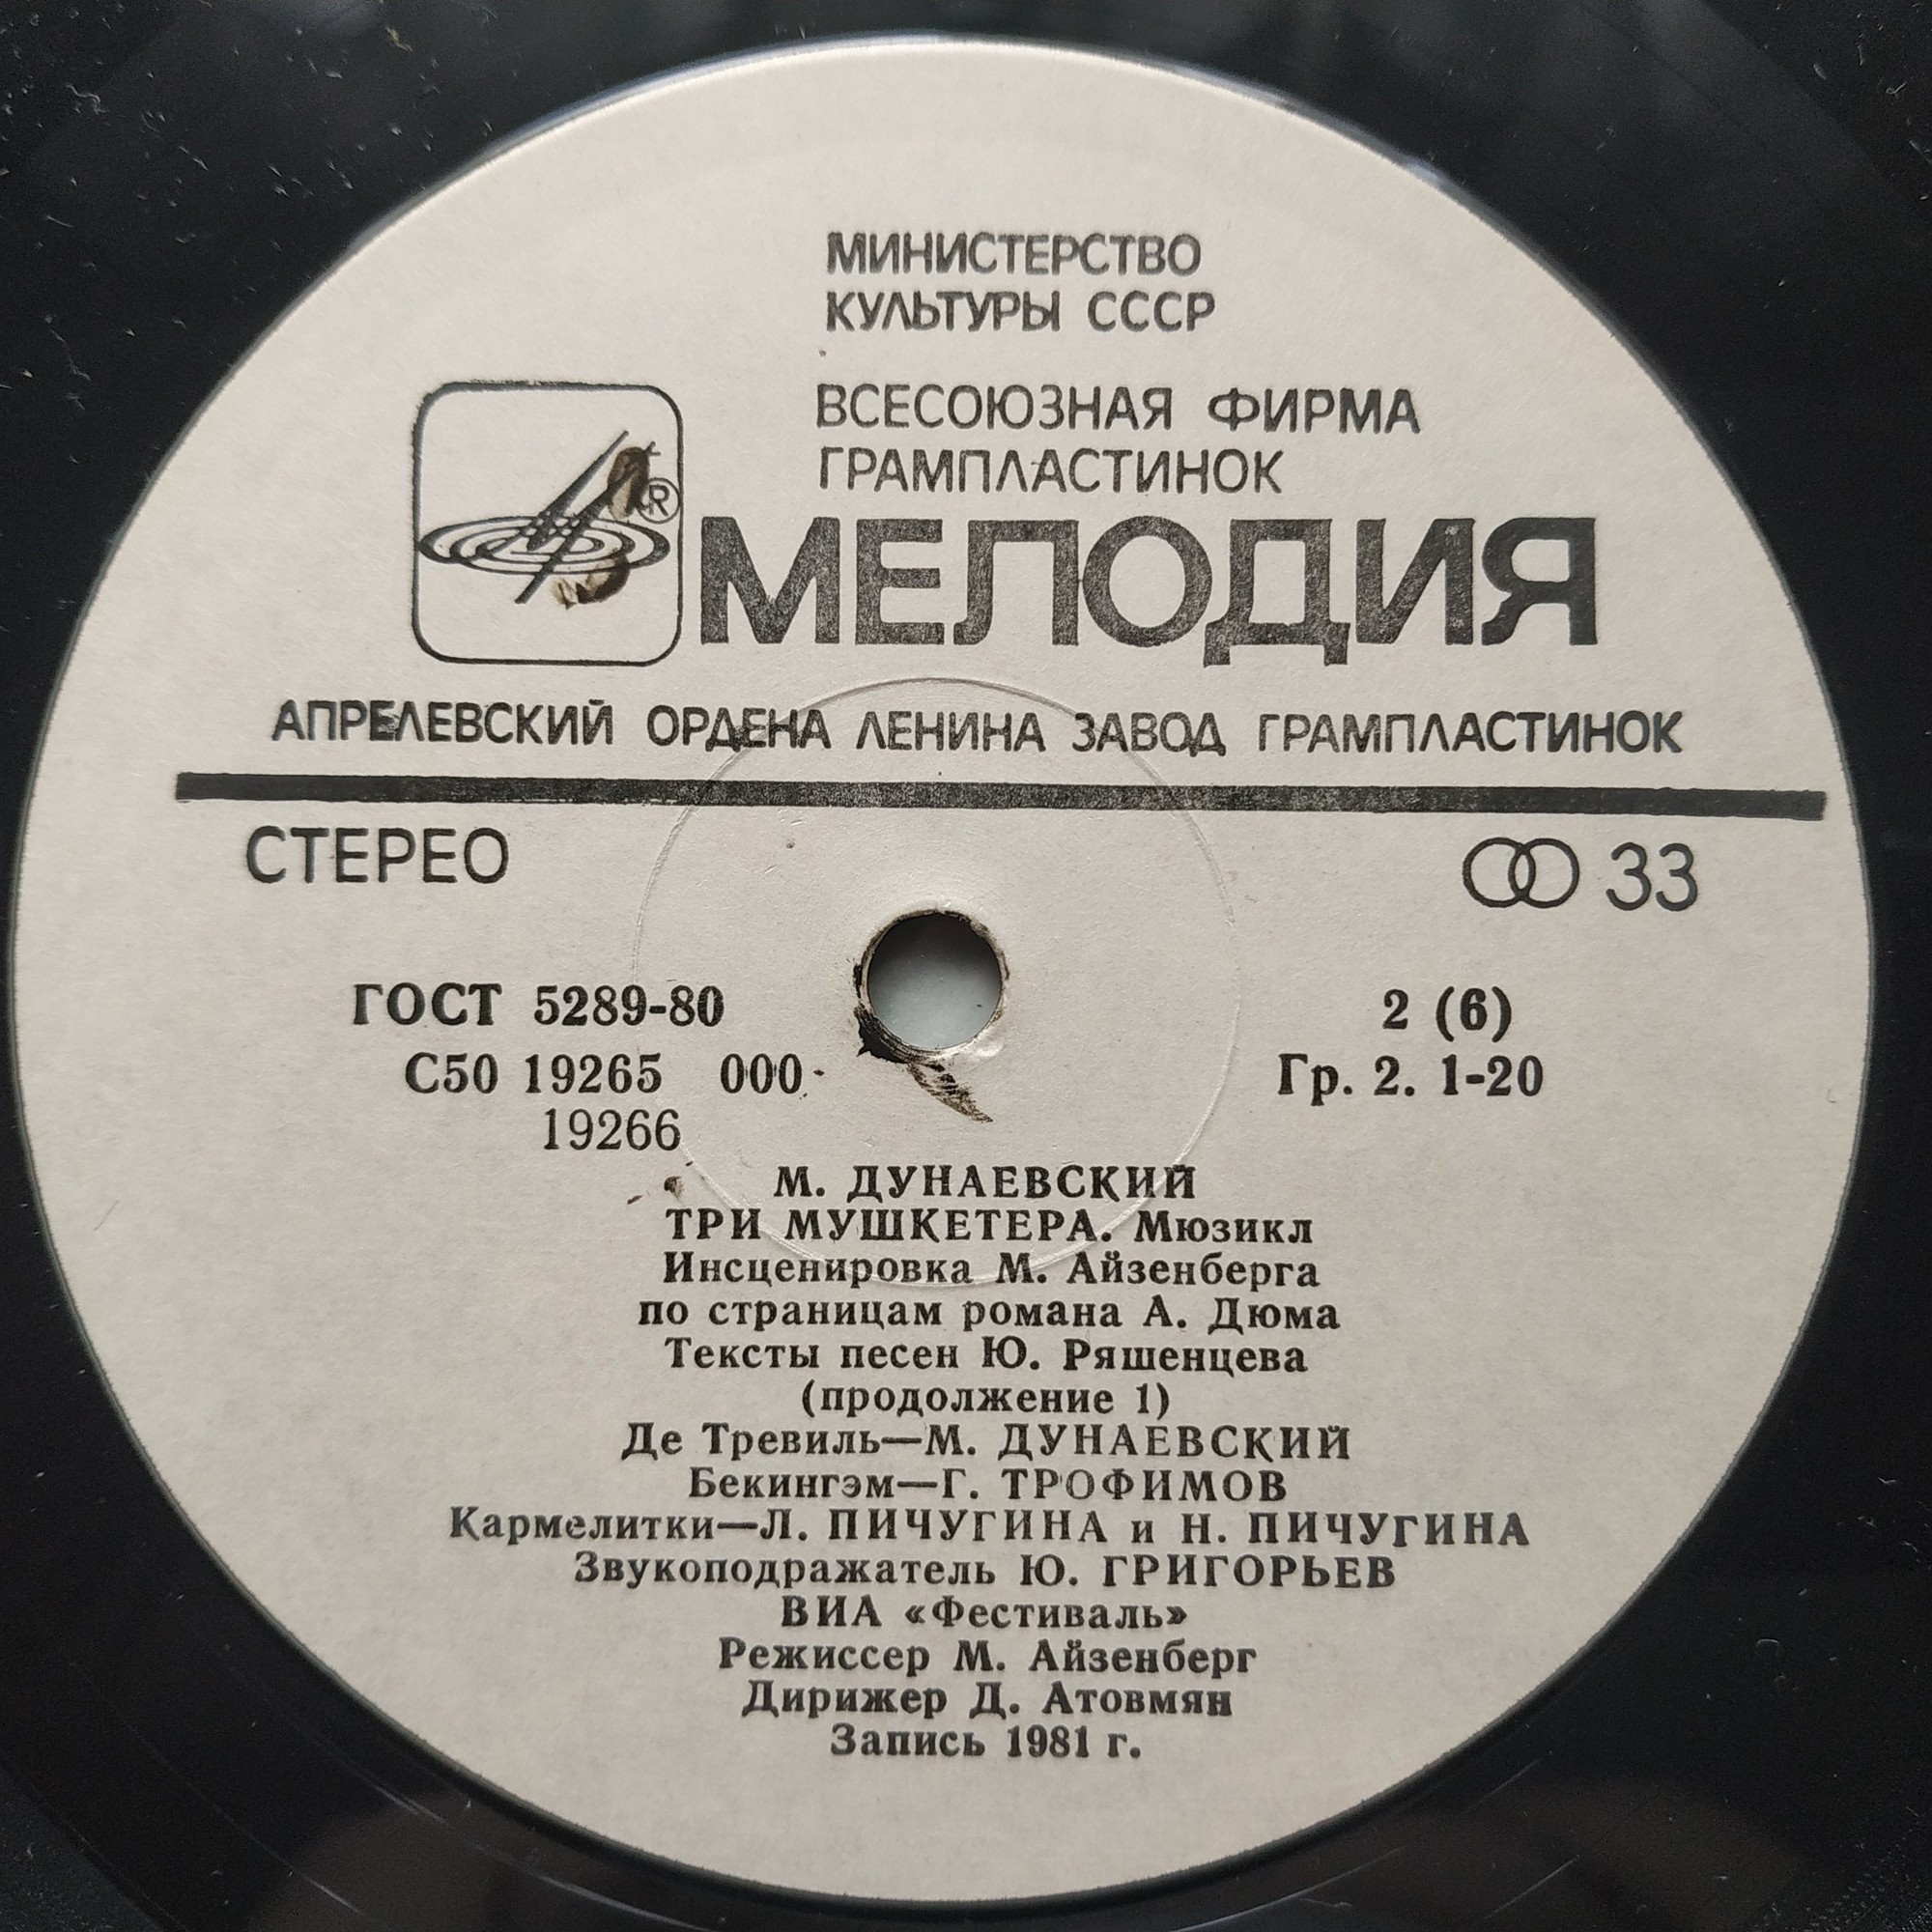 МИНИСТЕРСТВО
КУЛЬТУРЫ СССР
ВСЕСОЮЗНАЯ ФИРМА
ГРАМПЛАСТИНОК
®
МЕЛОДИЯ
АПРЕЛЕВСКИЙ ОРДЕНА ЛЕНИНА ЗАВОД ГРАМПЛАСТИНОК
СТЕРЕО
33
ГОСТ 5289-80
2 (6)
С50 19265 000
Гр. 2. 1-20
19266
М. ДУНАЕВСКИЙ
ТРИ МУШКЕТЕРА. Мюзикл
Инсценировка М. Айзенберга
по страницам романа А. Дюма
Тексты песен Ю. Ряшенцева
(продолжение 1)
Де Тревиль—М. ДУНАЕВСКИЙ
Бекингэм—Г. ТРОФИМОВ
Кармелитки—Л. ПИЧУГИНА и Н. ПИЧУГИНА
Звукоподражатель Ю. ГРИГОРЬЕВ
ВИА «Фестиваль»
Режиссер М. Айзенберг
Дирижер Д. Атовмян
Запись 1981 г.